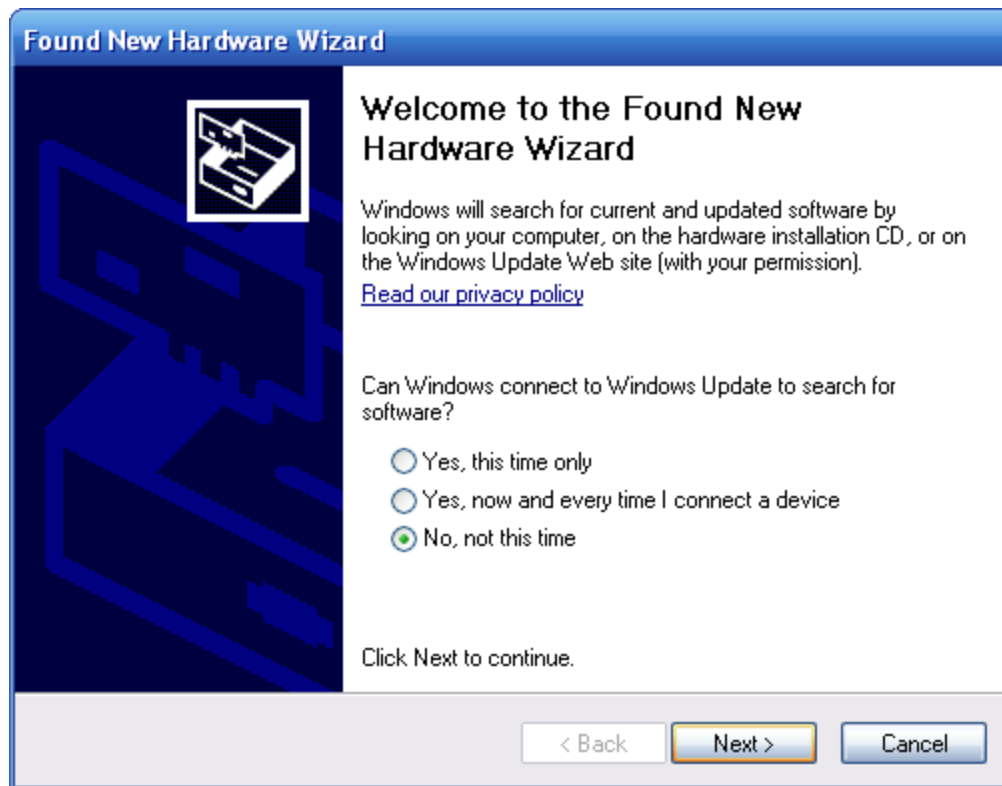 Found New Hardware Wizard
Welcome to the Found New
Hardware Wizard
Windows will search for current and updated software by
looking on your computer, on the hardware installation CD, or on
the Windows Update Web site (with your permission).
Read our privacy policy
Can Windows connect to Windows Update to search for
software?
Yes, this time only
Yes, now and every time I connect a device
No, not this time
Click Next to continue.
< Back Next > Cancel